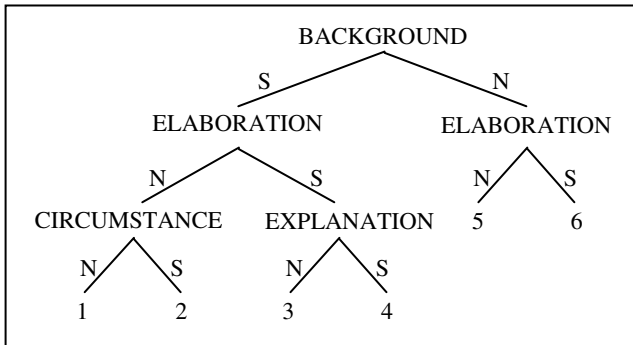 BACKGROUND
S N
ELABORATION ELABORATION
N S N S
CIRCUMSTANCE EXPLANATION 5 6
N S N S
1 2 3 4